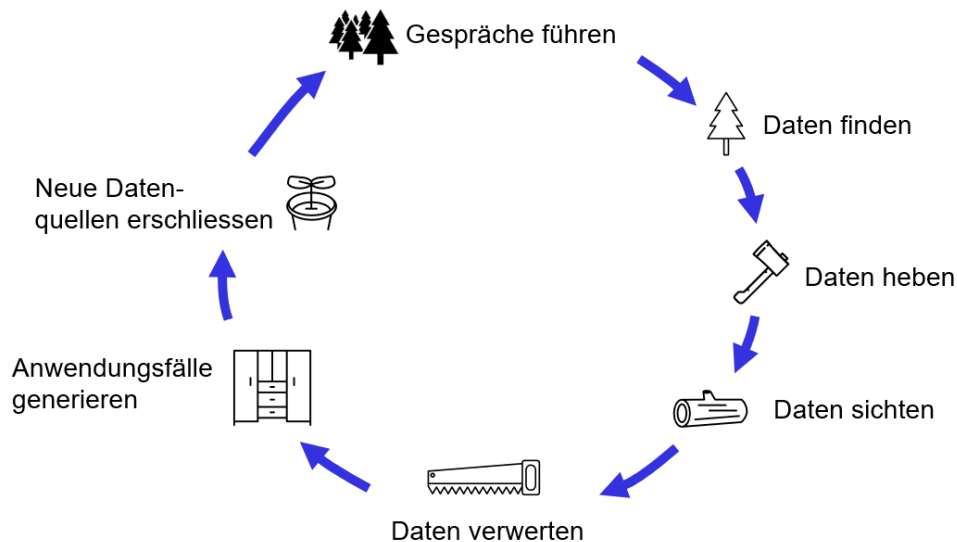 Gespräche führen
Daten finden
Daten heben
Daten sichten
Daten verwerten
Anwendungsfälle
generieren
Neue Daten-
quellen erschliessen